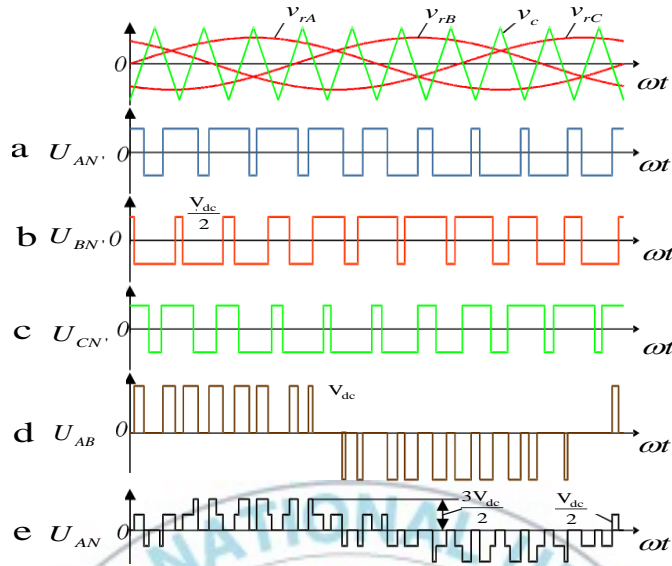 v_rA v_rB v_c v_rC
0 ωt
a U_AN' 0 ωt
b U_BN' 0 V_dc/2 ωt
c U_CN' 0 ωt
d U_AB 0 V_dc ωt
e U_AN 0 3V_dc/2 V_dc/2 ωt
NATIONAL